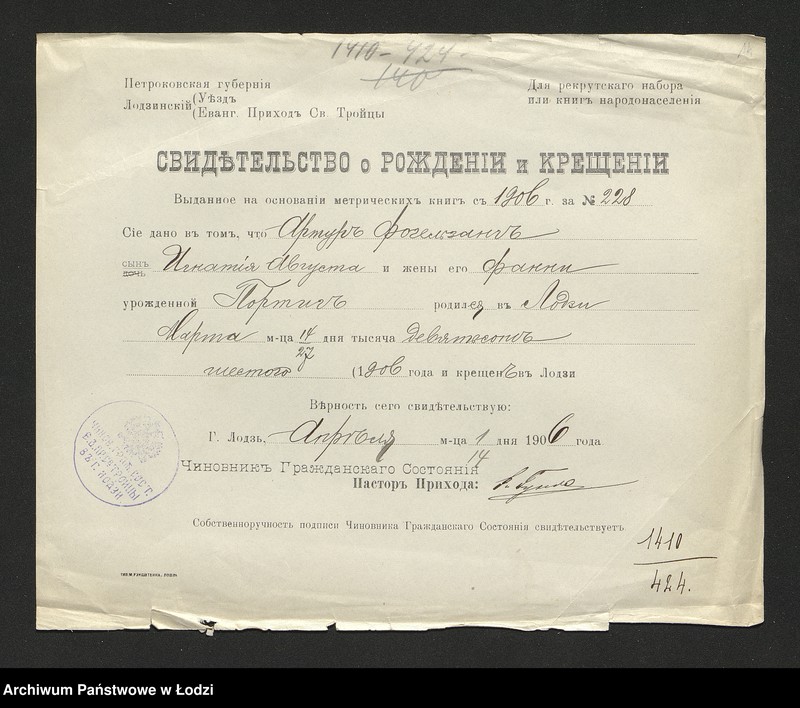 1410-424.
140
Петроковская губернія
Лодзинскій (Уѣздъ
(Еванг. Приходъ Св. Тройцы
Для рекрутскаго набора
или книгъ народонаселенія
СВИДѢТЕЛЬСТВО о РОЖДЕНІИ и КРЕЩЕНІИ
Выданное на основаніи метрическихъ книгъ съ 1906 г. за № 228
Сіе дано въ томъ, что Артуръ Фогельзангъ
сынъ
дочь
Игнатія Августа и жены его Фанни
урожденной Портихъ родился въ Лодзи
Марта м-ца 14/27 дня тысяча девятьсотъ
шестого (1906 года и крещенъ въ Лодзи
Вѣрность сего свидѣтельствую:
Г. Лодзь, Апрѣля м-ца 1/14 дня 1906 года
Чиновникъ Гражданскаго Состоянія
Пасторъ Прихода:
Собственноручность подписи Чиновника Гражданскаго Состоянія свидѣтельствуетъ
1410
424.
Archiwum Państwowe w Łodzi